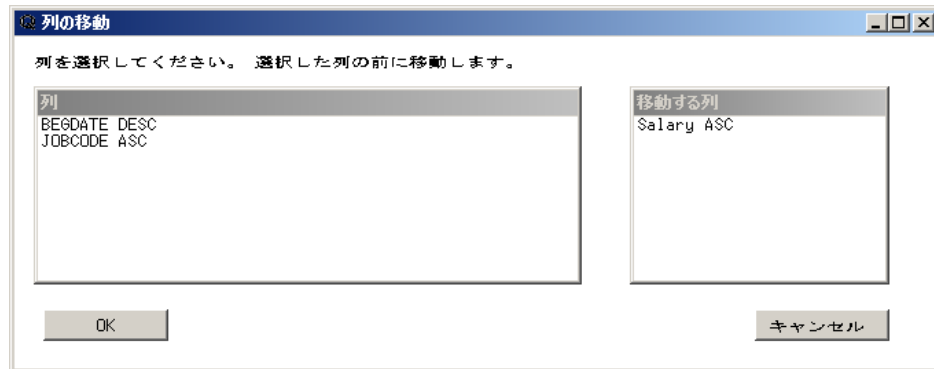 列の移動
列を選択してください。 選択した列の前に移動します。
列
BEGDATE DESC
JOBCODE ASC
移動する列
Salary ASC
OK
キャンセル